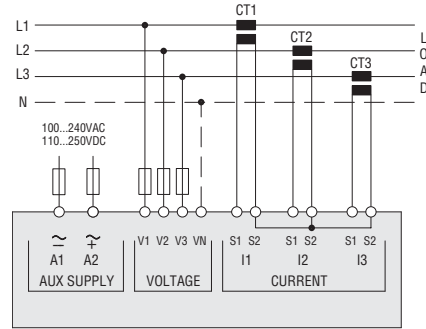 CT1
L1
CT2
L2
CT3
L3
N
LOAD
100...240VAC
110...250VDC
V1 V2 V3 VN
S1 S2 S1 S2 S1 S2
A1 A2
I1 I2 I3
AUX SUPPLY VOLTAGE CURRENT